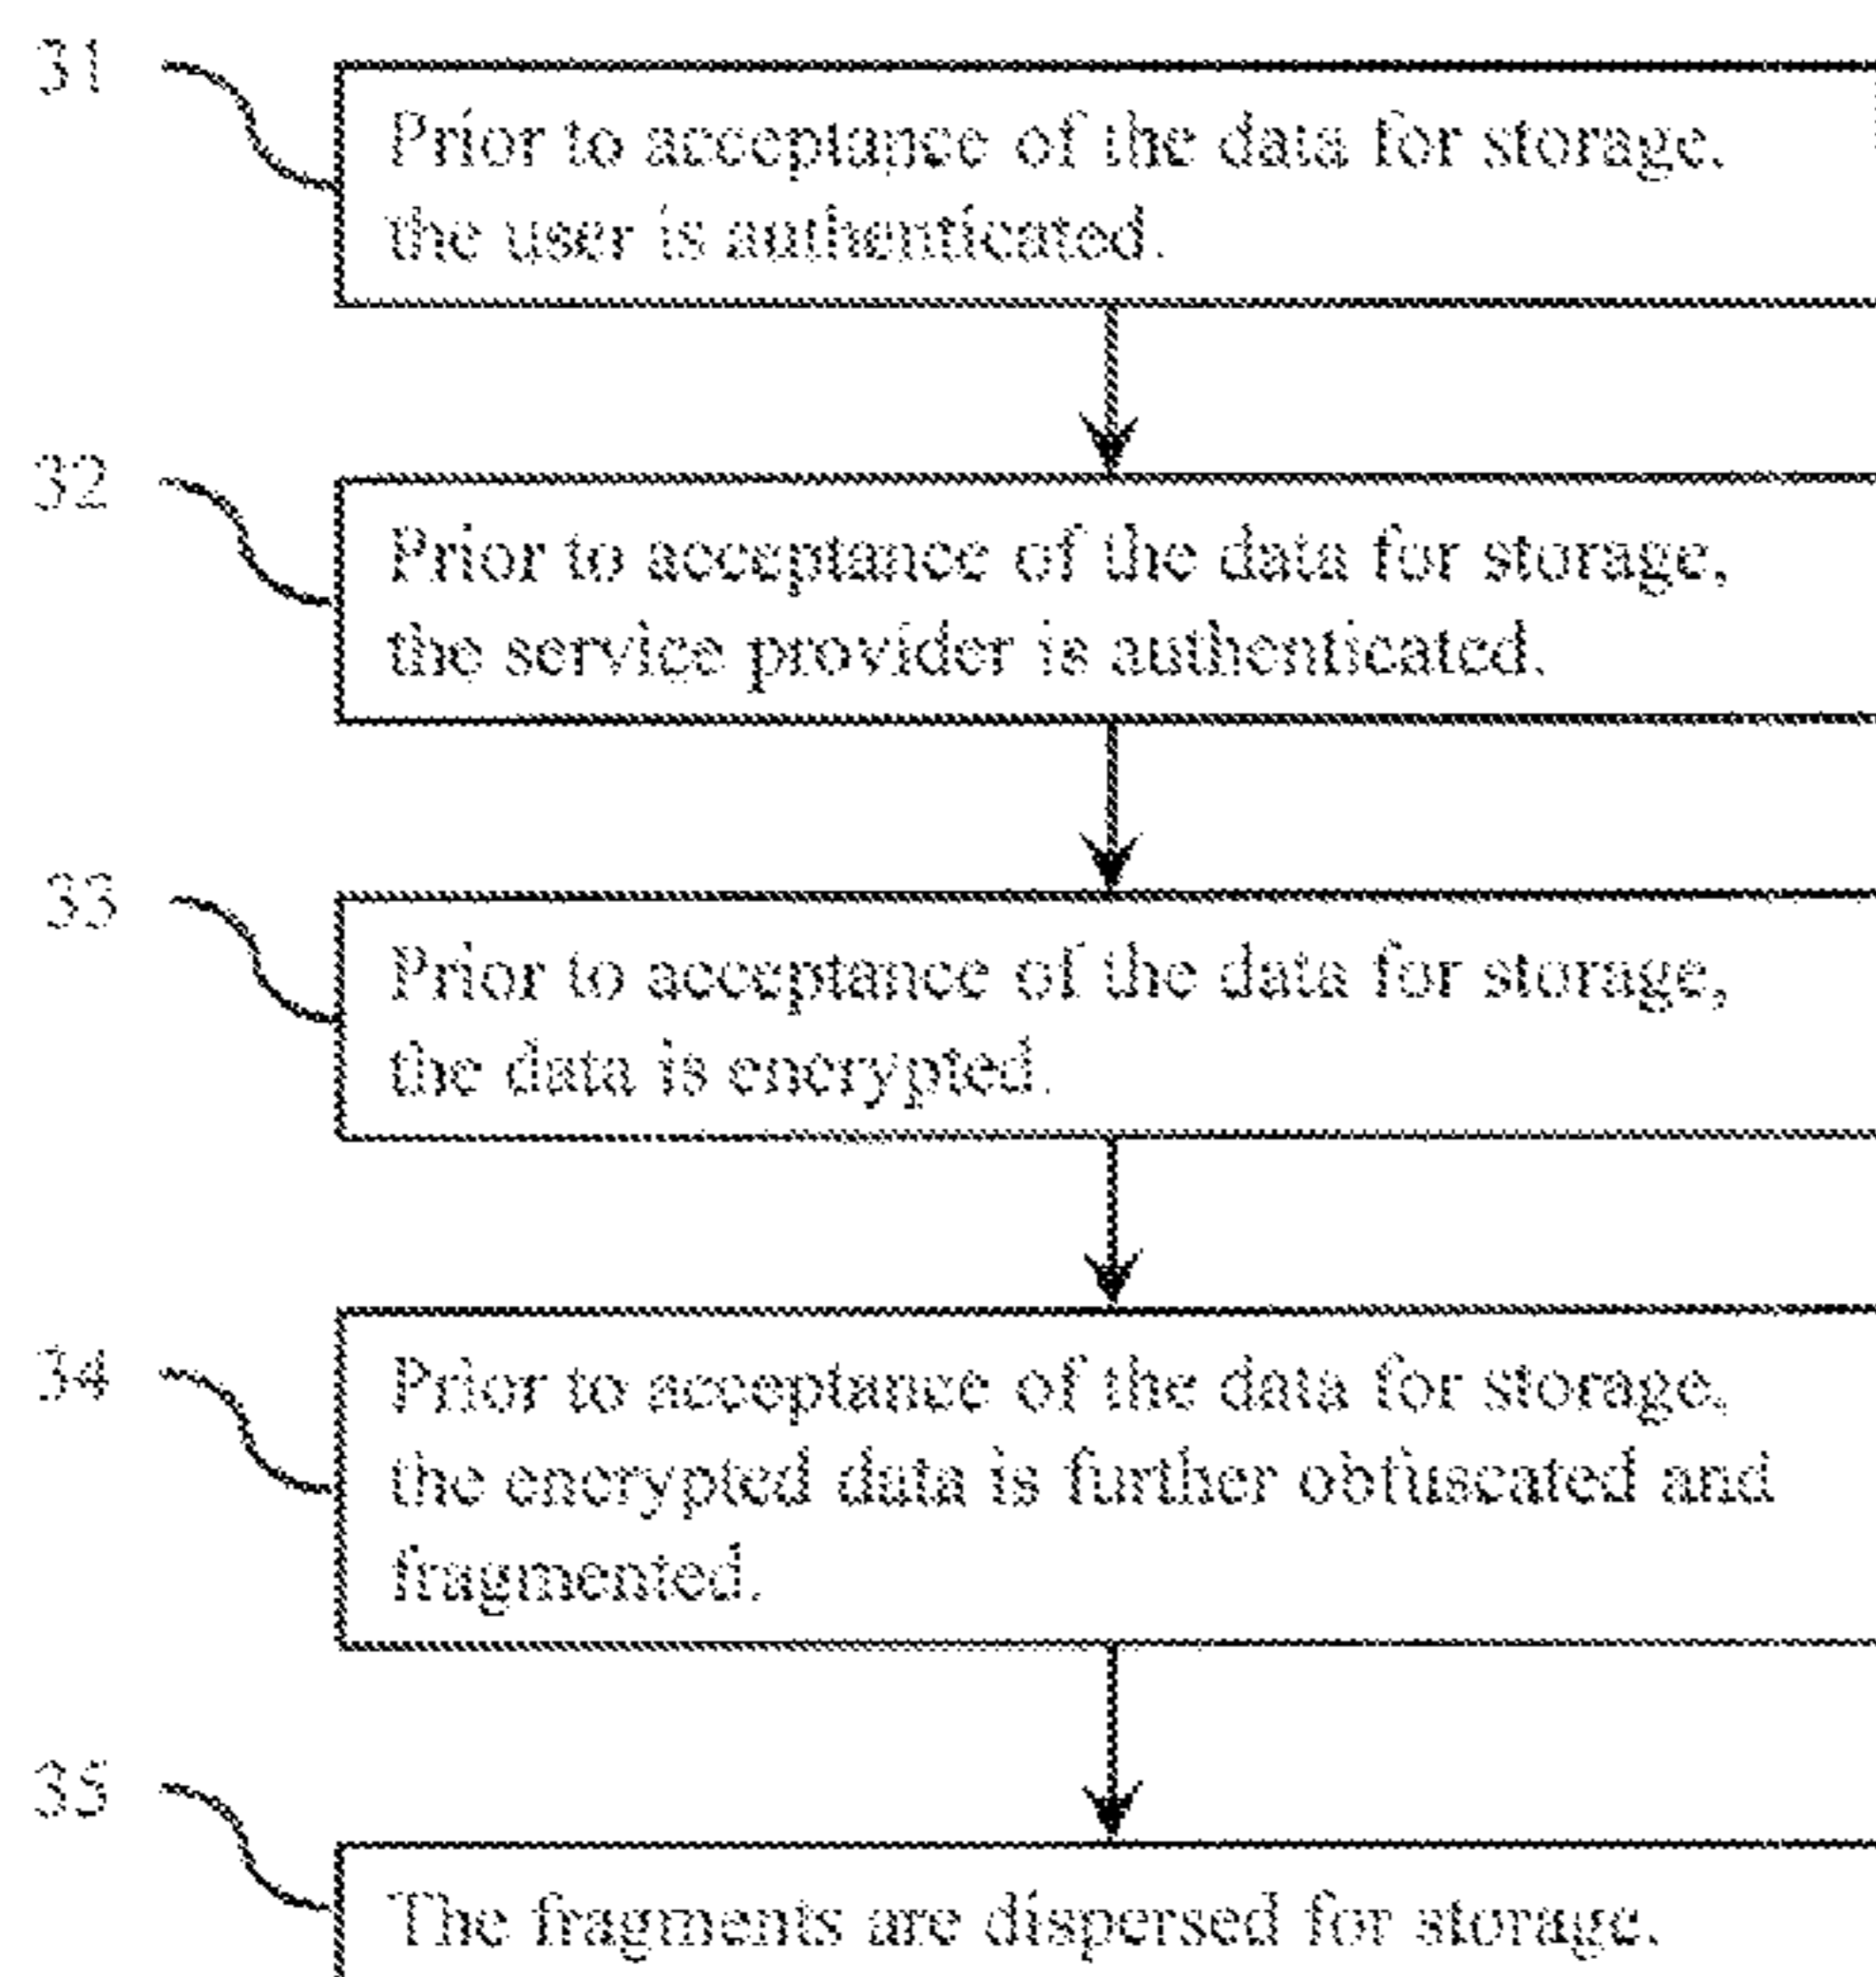 31
Prior to acceptance of the data for storage,
the user is authenticated.
32
Prior to acceptance of the data for storage,
the service provider is authenticated.
33
Prior to acceptance of the data for storage,
the data is encrypted.
34
Prior to acceptance of the data for storage,
the encrypted data is further obfuscated and
fragmented.
35
The fragments are dispersed for storage.